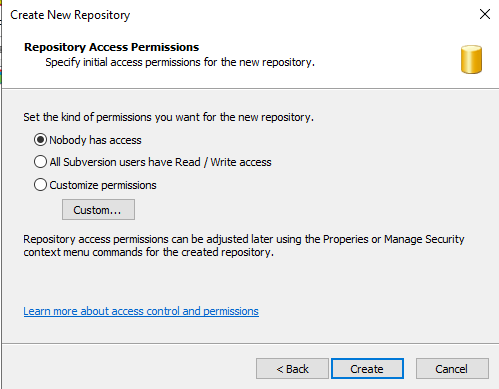 Create New Repository
Repository Access Permissions
Specify initial access permissions for the new repository.
Set the kind of permissions you want for the new repository.
Nobody has access
All Subversion users have Read / Write access
Customize permissions
Custom...
Repository access permissions can be adjusted later using the Properies or Manage Security
context menu commands for the created repository.
Learn more about access control and permissions
< Back
Create
Cancel